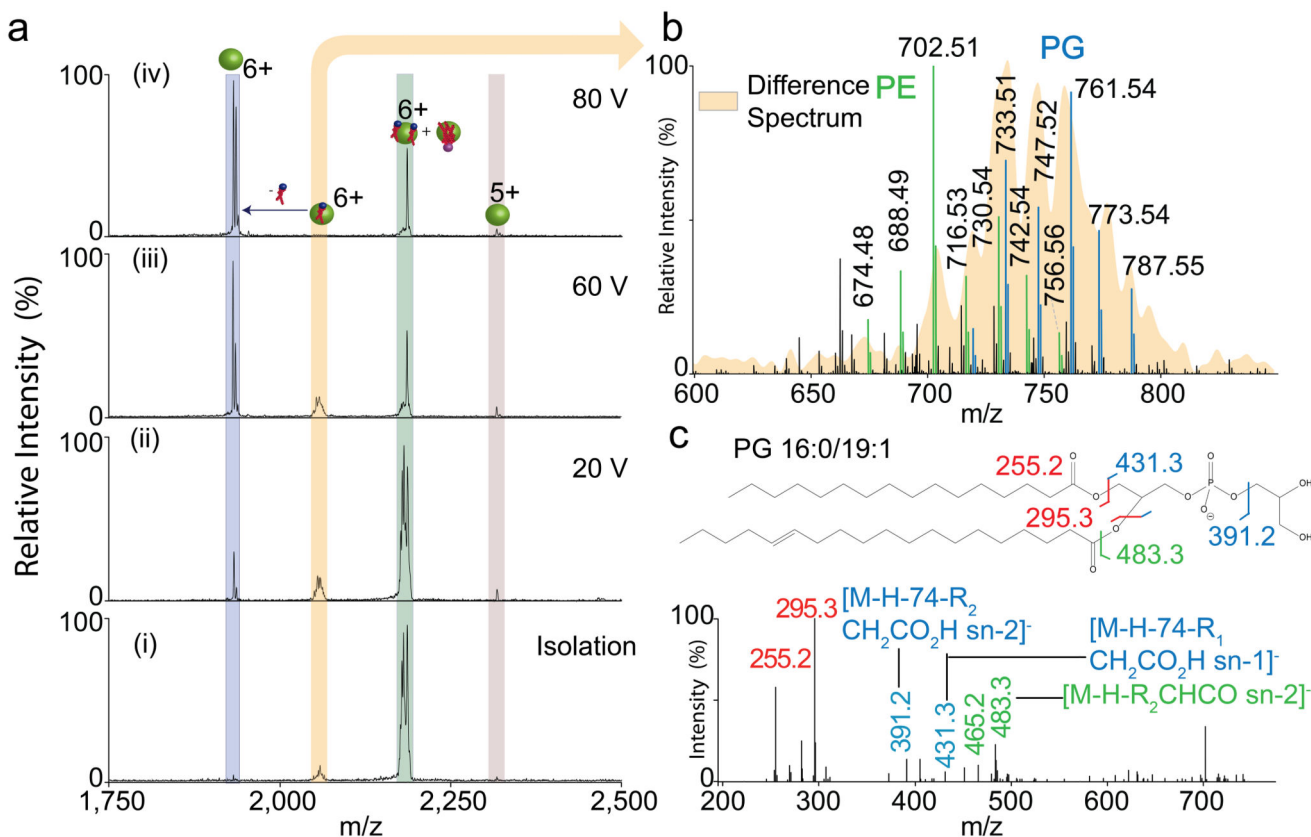 a
Relative Intensity (%)
(iv)
100
0
6+
80 V
6+
+
-
6+
5+
(iii)
100
0
60 V
(ii)
100
0
20 V
(i)
100
0
Isolation
1,750
2,000
2,250
2,500
m/z
b
Relative Intensity (%)
100
0
Difference
Spectrum
PE
PG
674.48
688.49
702.51
716.53
730.54
733.51
742.54
747.52
756.56
761.54
773.54
787.55
600
650
700
750
800
m/z
c
PG 16:0/19:1
255.2
431.3
295.3
483.3
391.2
O
O
O
O
O
P
O
O
O⊖
OH
OH
Intensity (%)
100
0
255.2
295.3
[M-H-74-R₂
CH₂CO₂H sn-2]⁻
[M-H-74-R₁
CH₂CO₂H sn-1]⁻
[M-H-R₂CHCO sn-2]⁻
391.2
431.3
465.2
483.3
200
300
400
500
600
700
m/z